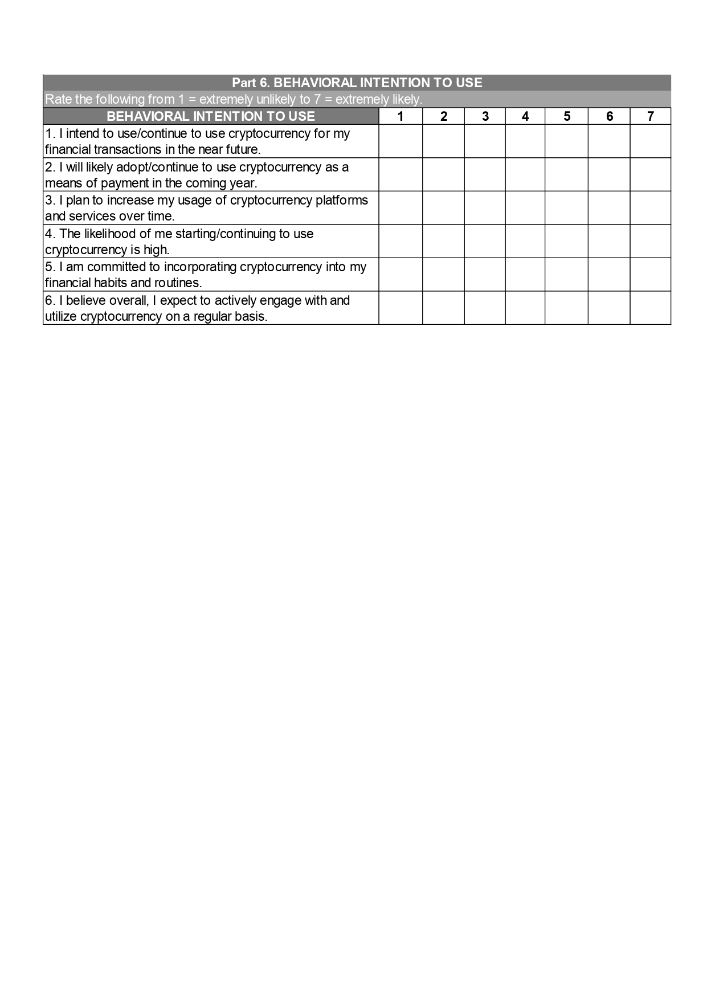 Part 6. BEHAVIORAL INTENTION TO USE
Rate the following from 1 = extremely unlikely to 7 = extremely likely.
BEHAVIORAL INTENTION TO USE 1 2 3 4 5 6 7
1. I intend to use/continue to use cryptocurrency for my
financial transactions in the near future.
2. I will likely adopt/continue to use cryptocurrency as a
means of payment in the coming year.
3. I plan to increase my usage of cryptocurrency platforms
and services over time.
4. The likelihood of me starting/continuing to use
cryptocurrency is high.
5. I am committed to incorporating cryptocurrency into my
financial habits and routines.
6. I believe overall, I expect to actively engage with and
utilize cryptocurrency on a regular basis.